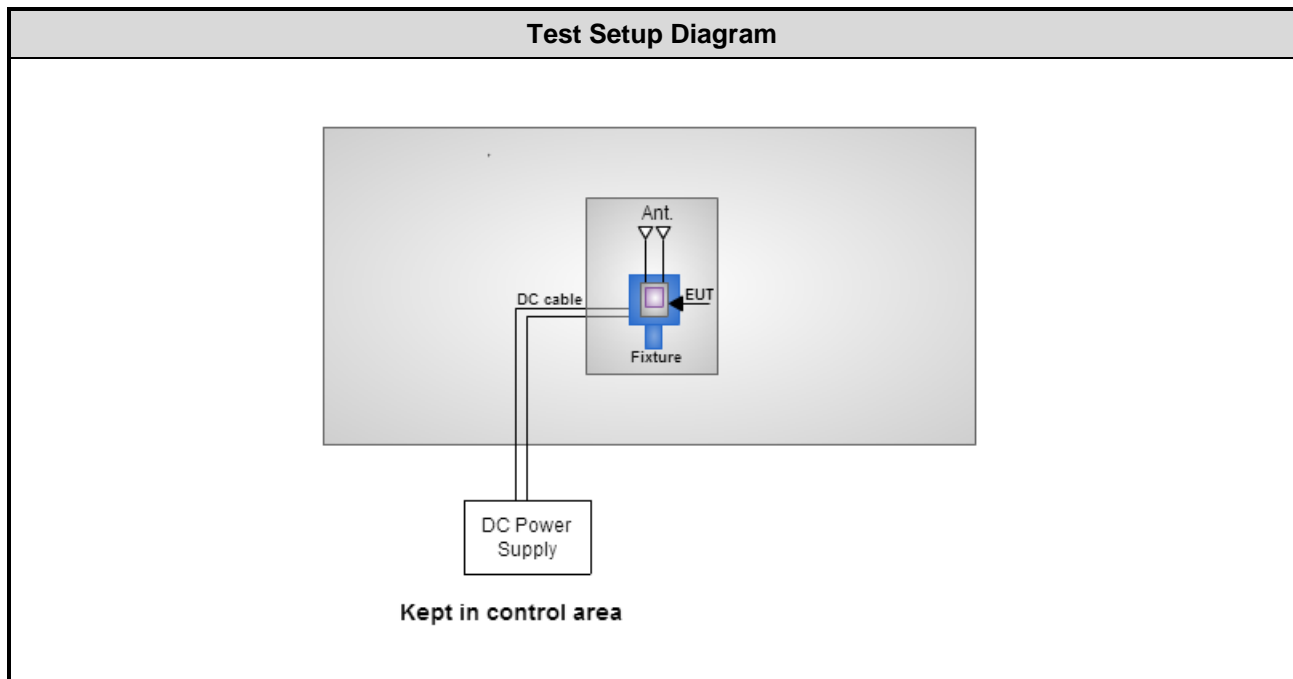 Test Setup Diagram
Ant.
DC cable
EUT
Fixture
DC Power
Supply
Kept in control area